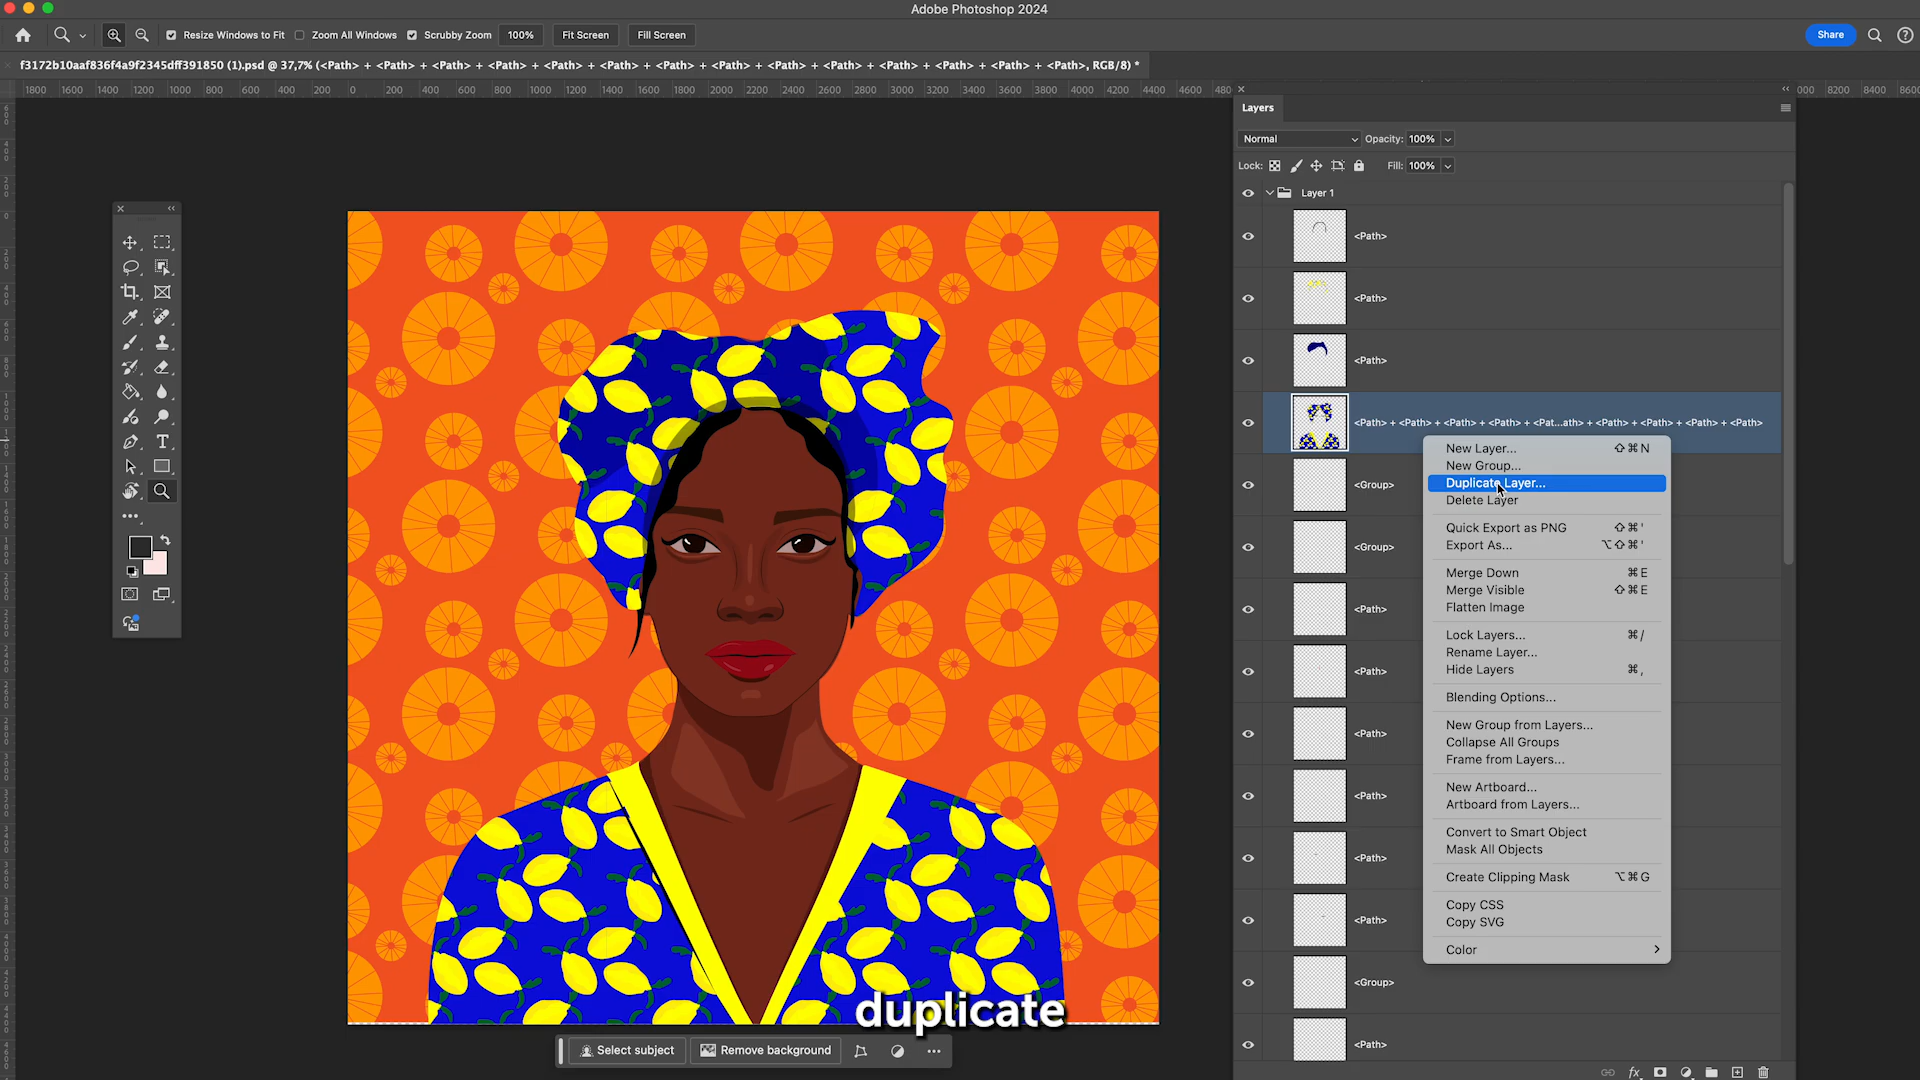 Adobe Photoshop 2024
Resize Windows to Fit
Zoom All Windows
Scrubby Zoom
100%
Fit Screen
Fill Screen
Share
f3172b10aaf836f4a9f2345dff391850 (1).psd @ 37,7% (<Path> + <Path> + <Path> + <Path> + <Path> + <Path> + <Path> + <Path> + <Path> + <Path> + <Path> + <Path> + <Path> + <Path>, RGB/8) *
1800 1600 1400 1200 1000 800 600 400 200 0 200 400 600 800 1000 1200 1400 1600 1800 2000 2200 2400 2600 2800 3000 3200 3400 3600 3800 4000 4200 4400 4600 480
8200 8400 8600
Layers
Normal
Opacity: 100%
Lock:
Fill: 100%
Layer 1
<Path>
<Path>
<Path>
<Path> + <Path> + <Path> + <Path> + <Pat...ath> + <Path> + <Path> + <Path> + <Path>
<Group>
<Group>
<Path>
<Path>
<Path>
<Path>
<Path>
<Path>
<Group>
<Path>
New Layer... ⇧⌘N
New Group...
Duplicate Layer...
Delete Layer
Quick Export as PNG ⇧⌘'
Export As... ⌥⇧⌘'
Merge Down ⌘E
Merge Visible ⇧⌘E
Flatten Image
Lock Layers... ⌘/
Rename Layer...
Hide Layers ⌘,
Blending Options...
New Group from Layers...
Collapse All Groups
Frame from Layers...
New Artboard...
Artboard from Layers...
Convert to Smart Object
Mask All Objects
Create Clipping Mask ⌥⌘G
Copy CSS
Copy SVG
Color
duplicate
Select subject
Remove background